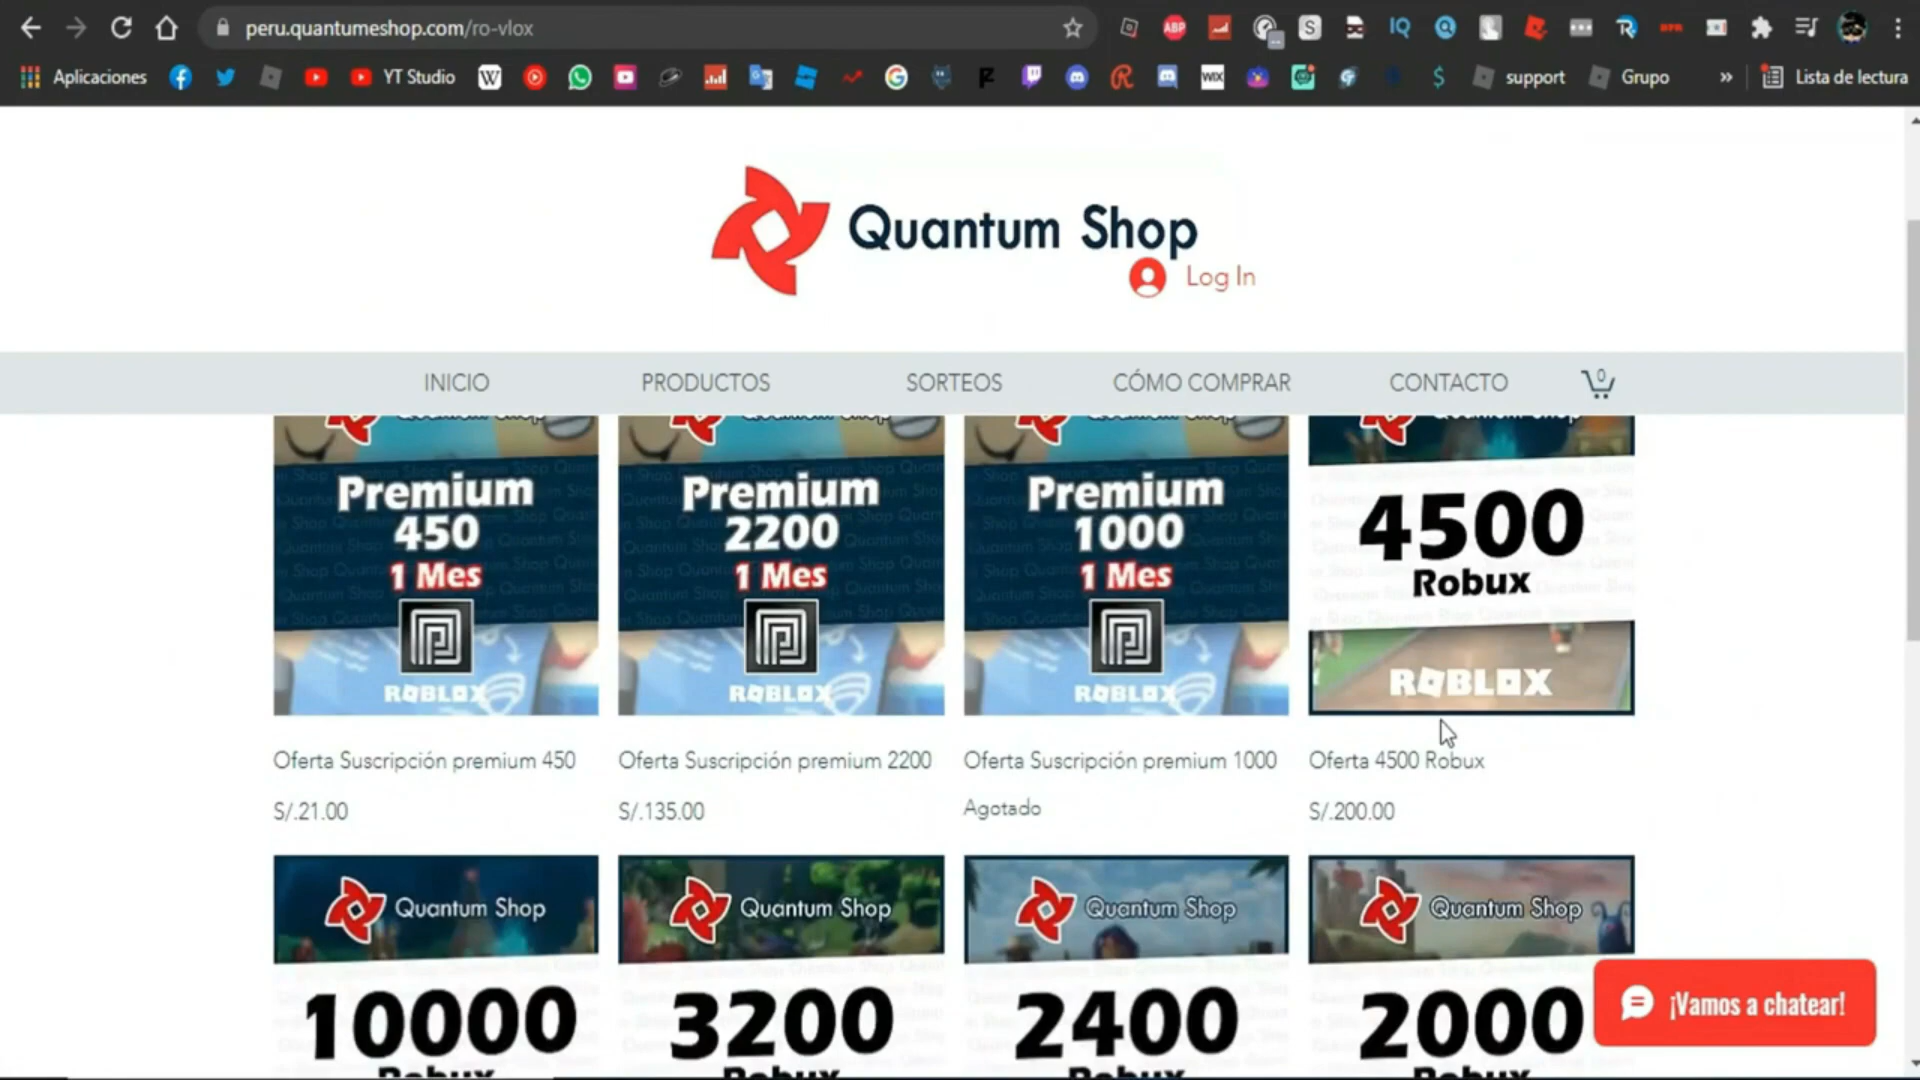 peru.quantumeshop.com/ro-vlox
Aplicaciones
YT Studio
support
Grupo
»
Lista de lectura
Quantum Shop
Log In
INICIO
PRODUCTOS
SORTEOS
CÓMO COMPRAR
CONTACTO
0
Premium
450
1 Mes
ROBLOX
Premium
2200
1 Mes
ROBLOX
Premium
1000
1 Mes
ROBLOX
4500
Robux
ROBLOX
Oferta Suscripción premium 450
Oferta Suscripción premium 2200
Oferta Suscripción premium 1000
Oferta 4500 Robux
S/.21.00
S/.135.00
Agotado
S/.200.00
Quantum Shop
Quantum Shop
Quantum Shop
Quantum Shop
10000
Robux
3200
Robux
2400
Robux
2000
Robux
¡Vamos a chatear!